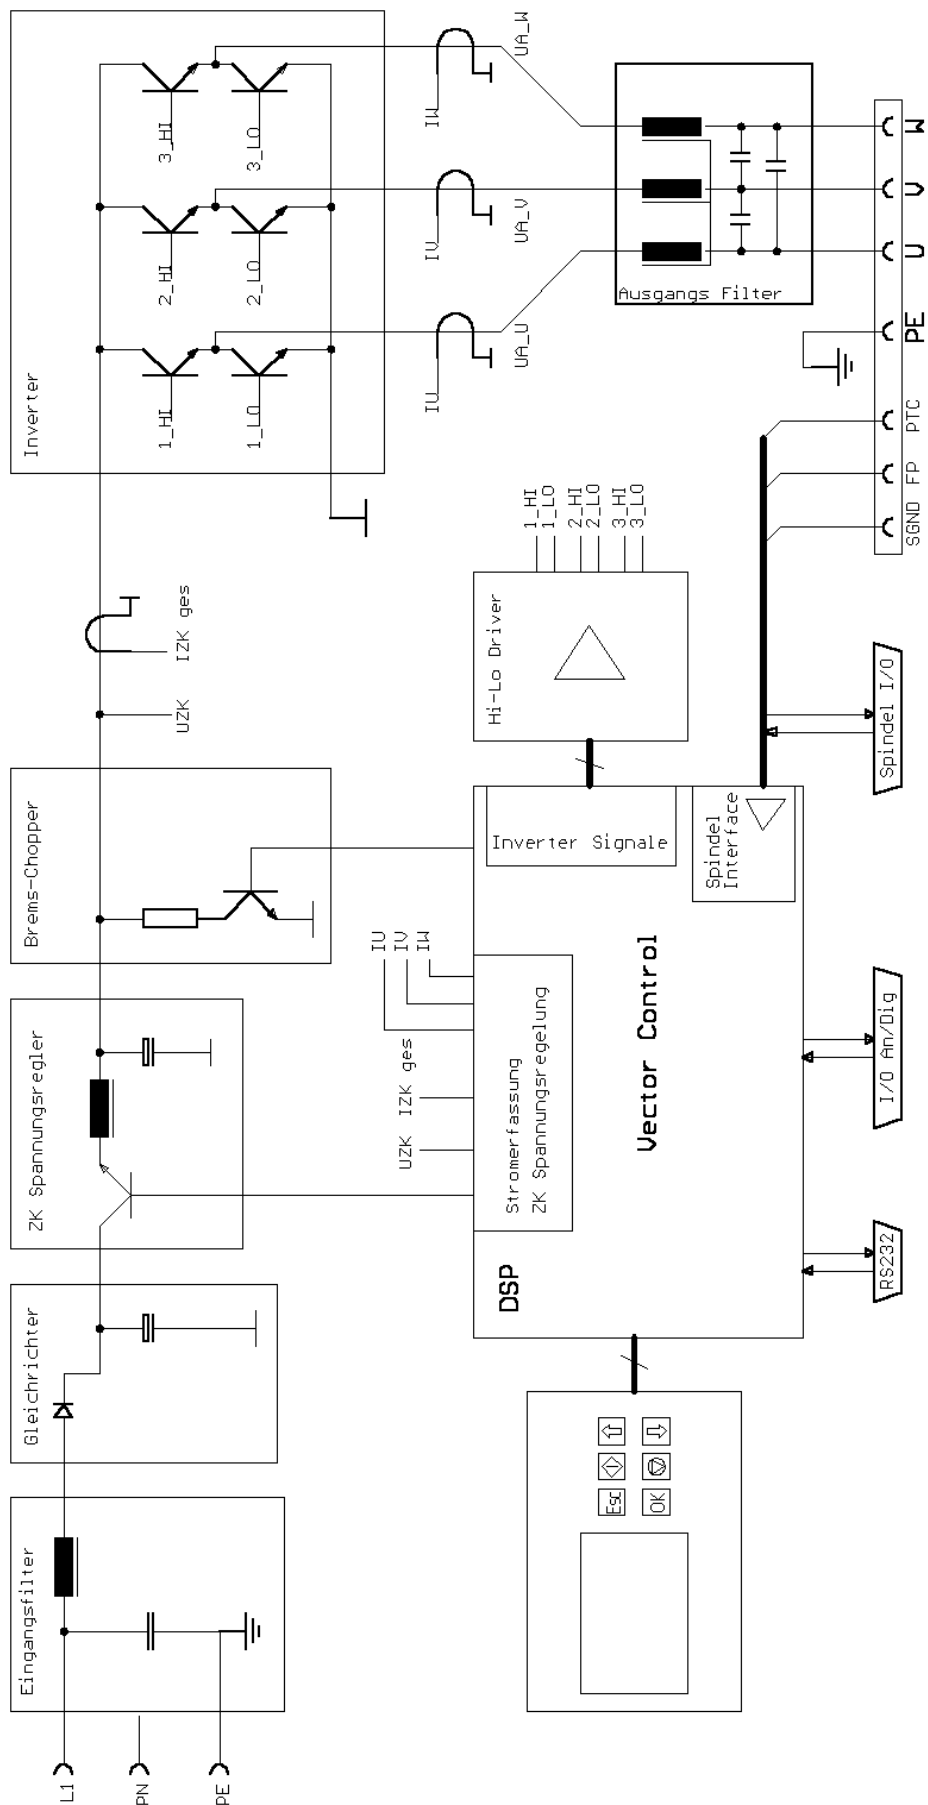 L1
PN
PE
Eingangsfilter
Gleichrichter
ZK Spannungsregler
Brems-Chopper
UZK
IZK ges
Inverter
1_HI
1_LO
2_HI
2_LO
3_HI
3_LO
IU
IV
IW
UA_U
UA_V
UA_W
Ausgangs Filter
W
V
U
PE
PTC
FP
SGND
Hi-Lo Driver
1_HI
1_LO
2_HI
2_LO
3_HI
3_LO
Inverter Signale
Spindel
Interface
Vector Control
DSP
Stromerfassung
ZK Spannungsregelung
UZK
IZK ges
IU
IV
IW
Esc
OK
RS232
I/O An/Dig
Spindel I/O